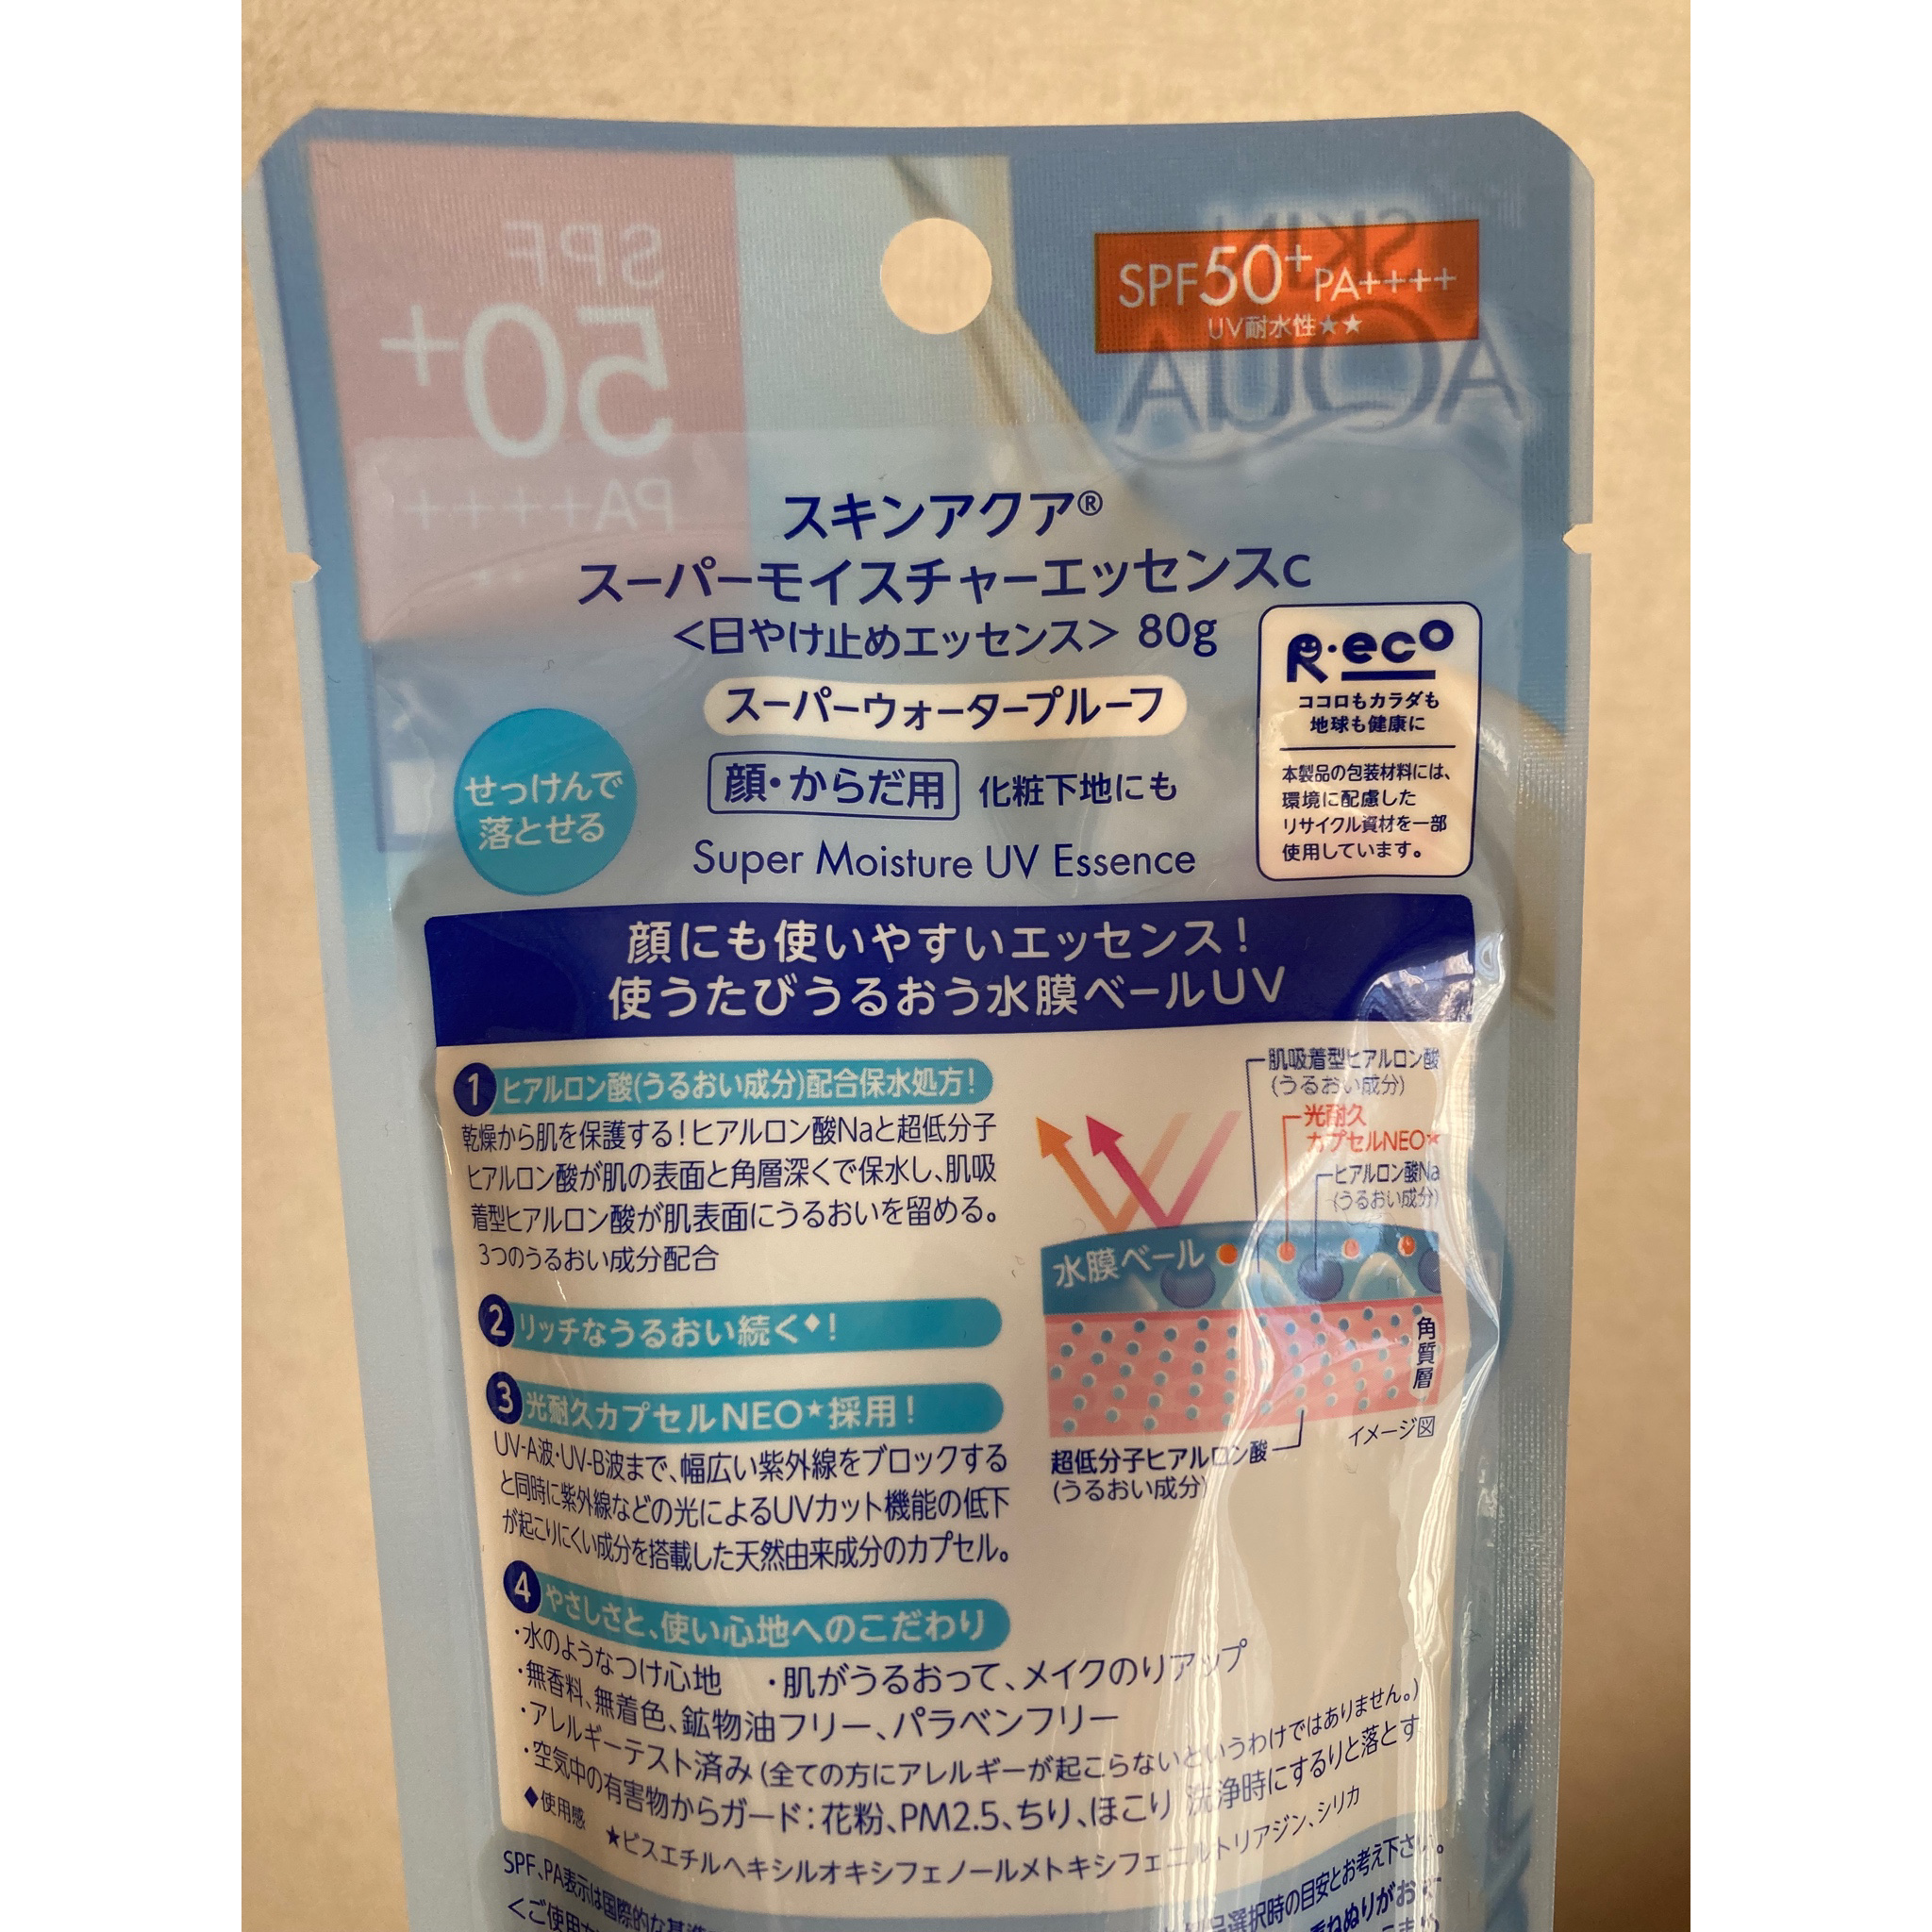 SPF50+ PA++++
UV耐水性★★
SPF
50+
PA++++
SKIN
AQUA
スキンアクア®
スーパーモイスチャーエッセンスC
＜日やけ止めエッセンス＞ 80g
スーパーウォータープルーフ
顔・からだ用 化粧下地にも
Super Moisture UV Essence
せっけんで
落とせる
R・eco
ココロもカラダも
地球も健康に
本製品の包装材料には、
環境に配慮した
リサイクル資材を一部
使用しています。
顔にも使いやすいエッセンス！
使うたびうるおう水膜ベールUV
1 ヒアルロン酸(うるおい成分)配合保水処方！
乾燥から肌を保護する！ヒアルロン酸Naと超低分子
ヒアルロン酸が肌の表面と角層深くで保水し、肌吸
着型ヒアルロン酸が肌表面にうるおいを留める。
3つのうるおい成分配合
2 リッチなうるおい続く◆！
3 光耐久カプセルNEO★採用！
UV-A波・UV-B波まで、幅広い紫外線をブロックする
と同時に紫外線などの光によるUVカット機能の低下
が起こりにくい成分を搭載した天然由来成分のカプセル。
肌吸着型ヒアルロン酸
(うるおい成分)
光耐久
カプセルNEO★
ヒアルロン酸Na
(うるおい成分)
水膜ベール
角質層
イメージ図
超低分子ヒアルロン酸
(うるおい成分)
4 やさしさと、使い心地へのこだわり
・水のようなつけ心地 ・肌がうるおって、メイクのりアップ
・無香料、無着色、鉱物油フリー、パラベンフリー
・アレルギーテスト済み(全ての方にアレルギーが起こらないというわけではありません。)
・空気中の有害物からガード：花粉、PM2.5、ちり、ほこり 洗浄時にするりと落とす
◆使用感 ★ビスエチルヘキシルオキシフェノールメトキシフェニルトリアジン、シリカ
SPF、PA表示は国際的な基準
品選択時の目安とお考え下さい。
＜ご使用
重ねぬりがお